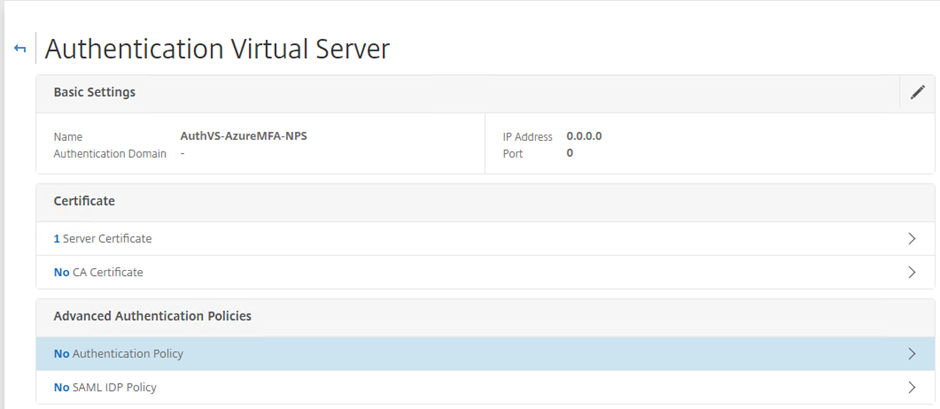 Authentication Virtual Server
Basic Settings
Name AuthVS-AzureMFA-NPS
Authentication Domain -
IP Address 0.0.0.0
Port 0
Certificate
1 Server Certificate
No CA Certificate
Advanced Authentication Policies
No Authentication Policy
No SAML IDP Policy